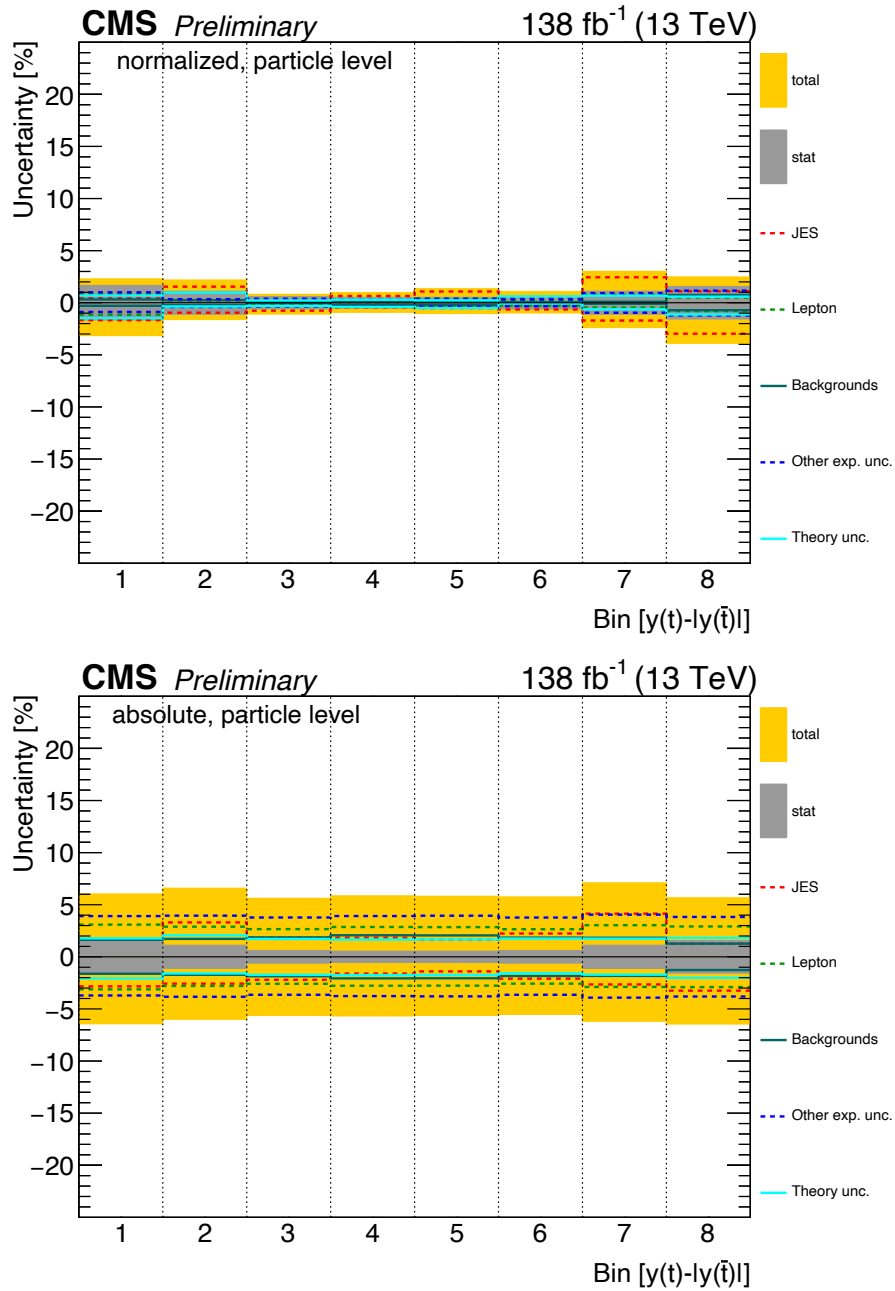 CMS Preliminary 138 fb⁻¹ (13 TeV)
normalized, particle level
Uncertainty [%]
20
15
10
5
0
−5
−10
−15
−20
1 2 3 4 5 6 7 8
Bin [y(t)-|y(t̄)|]
total
stat
JES
Lepton
Backgrounds
Other exp. unc.
Theory unc.
CMS Preliminary 138 fb⁻¹ (13 TeV)
absolute, particle level
Uncertainty [%]
20
15
10
5
0
−5
−10
−15
−20
1 2 3 4 5 6 7 8
Bin [y(t)-|y(t̄)|]
total
stat
JES
Lepton
Backgrounds
Other exp. unc.
Theory unc.